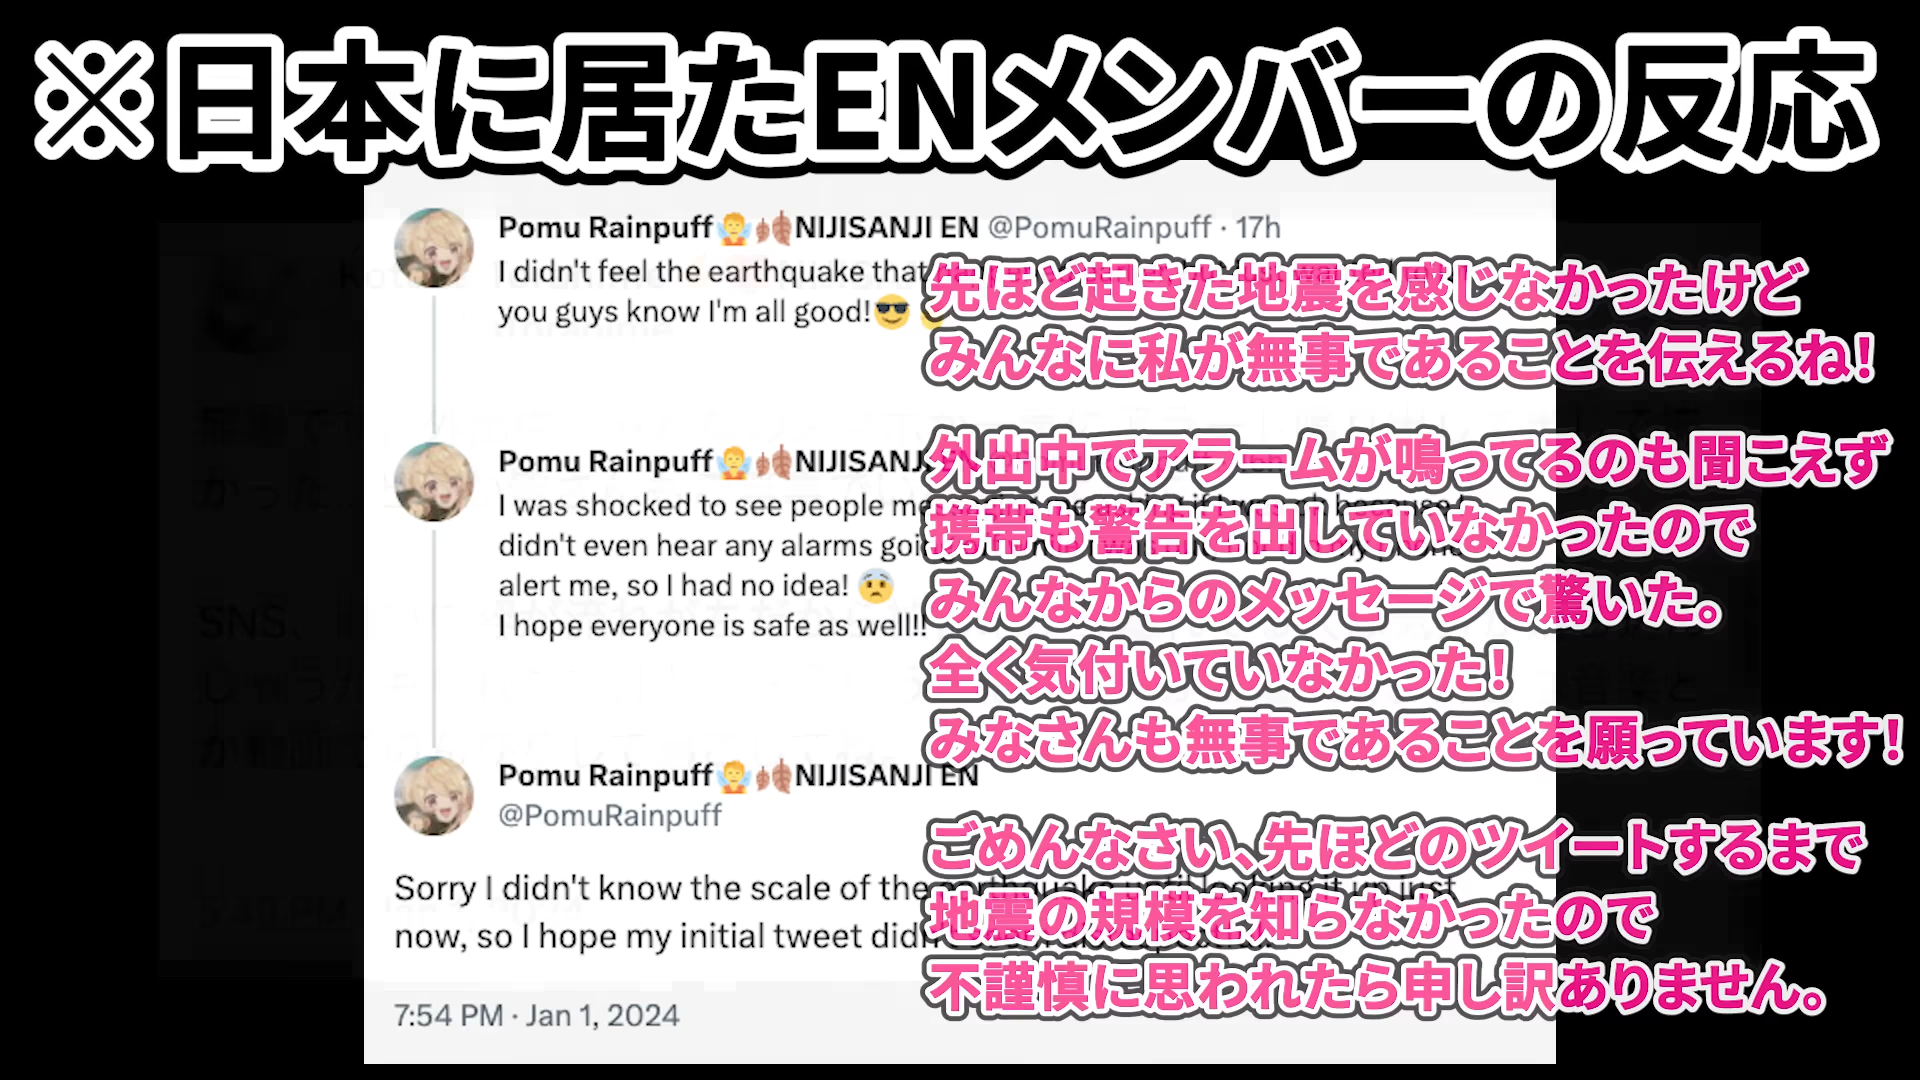 ※日本に居たENメンバーの反応
Pomu Rainpuff🧚🍂NIJISANJI EN @PomuRainpuff · 17h
I didn't feel the earthquake that
you guys know I'm all good!😎
先ほど起きた地震を感じなかったけど
みんなに私が無事であることを伝えるね!
Pomu Rainpuff🧚🍂NIJISANJI EN
I was shocked to see people
didn't even hear any alarms
alert me, so I had no idea! 😨
I hope everyone is safe as well!!
外出中でアラームが鳴ってるのも聞こえず
携帯も警告を出していなかったので
みんなからのメッセージで驚いた。
全く気付いていなかった!
みなさんも無事であることを願っています!
Pomu Rainpuff🧚🍂NIJISANJI EN
@PomuRainpuff
Sorry I didn't know the scale of the earthquake until looking it up just
now, so I hope my initial tweet
ごめんなさい、先ほどのツイートするまで
地震の規模を知らなかったので
不謹慎に思われたら申し訳ありません。
7:54 PM · Jan 1, 2024